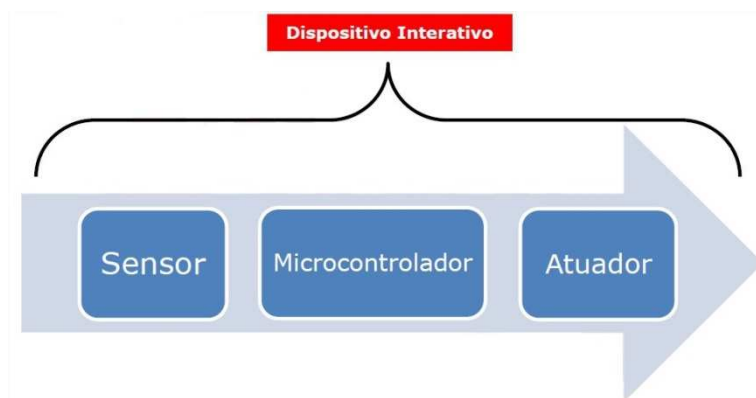 Dispositivo Interativo
Sensor
Microcontrolador
Atuador